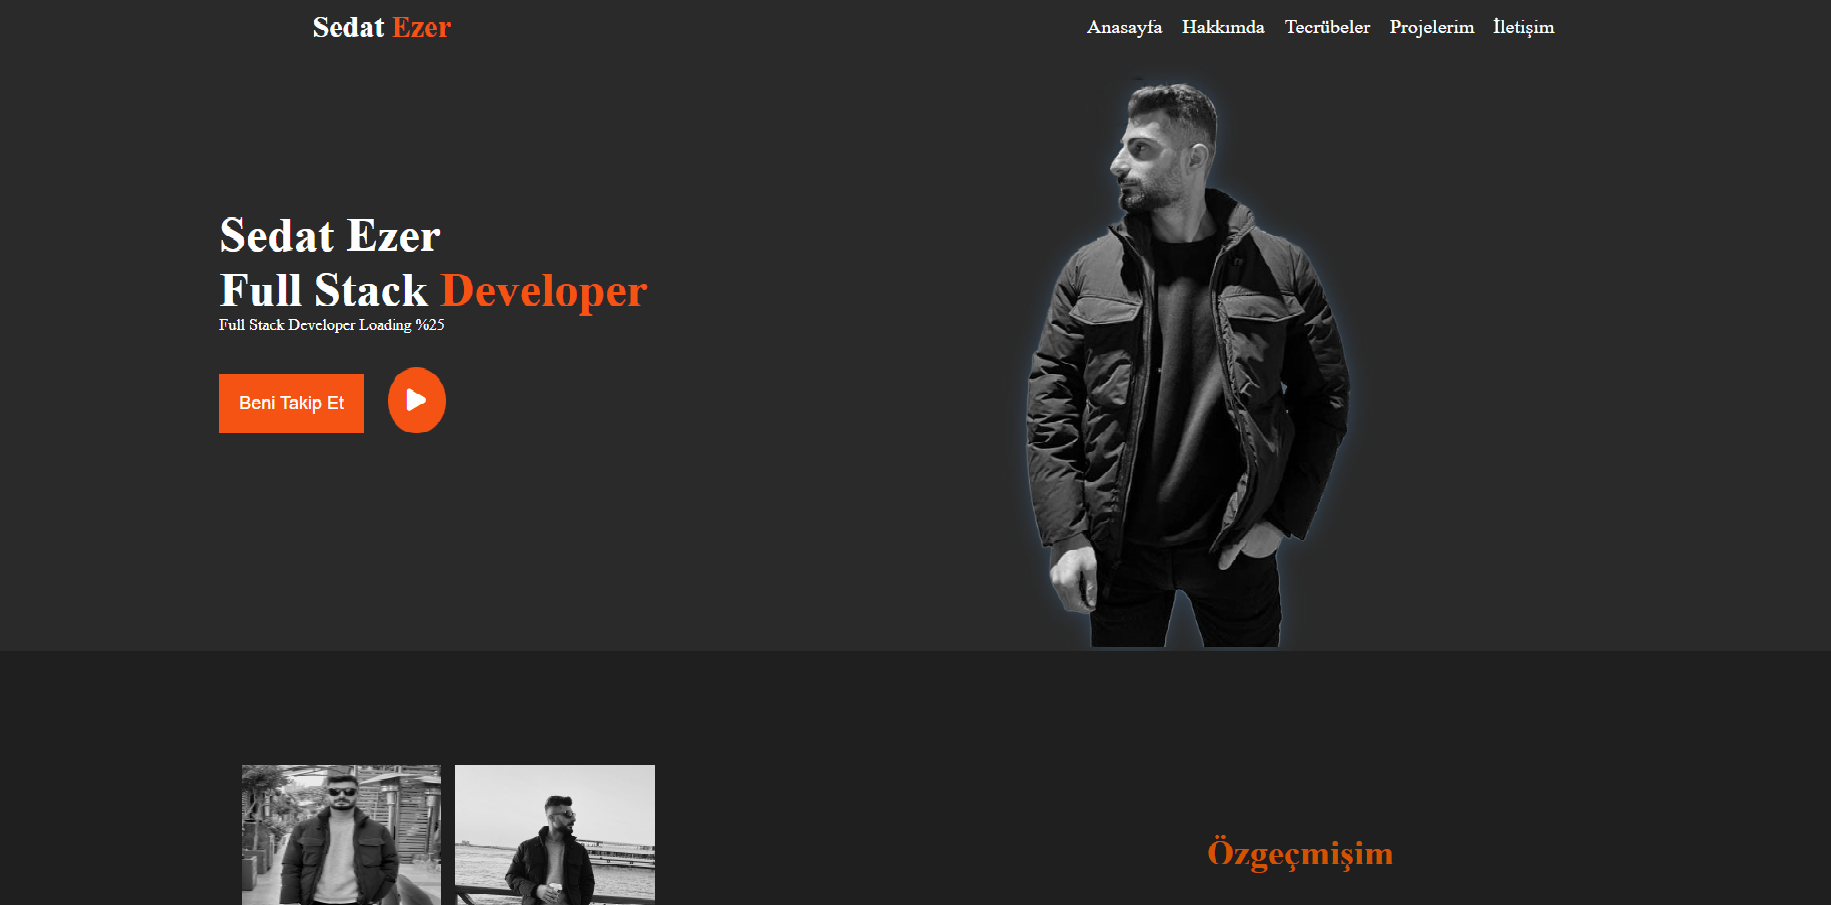 Sedat Ezer
Anasayfa Hakkımda Tecrübeler Projelerim İletişim
Sedat Ezer
Full Stack Developer
Full Stack Developer Loading %25
Beni Takip Et
Özgeçmişim